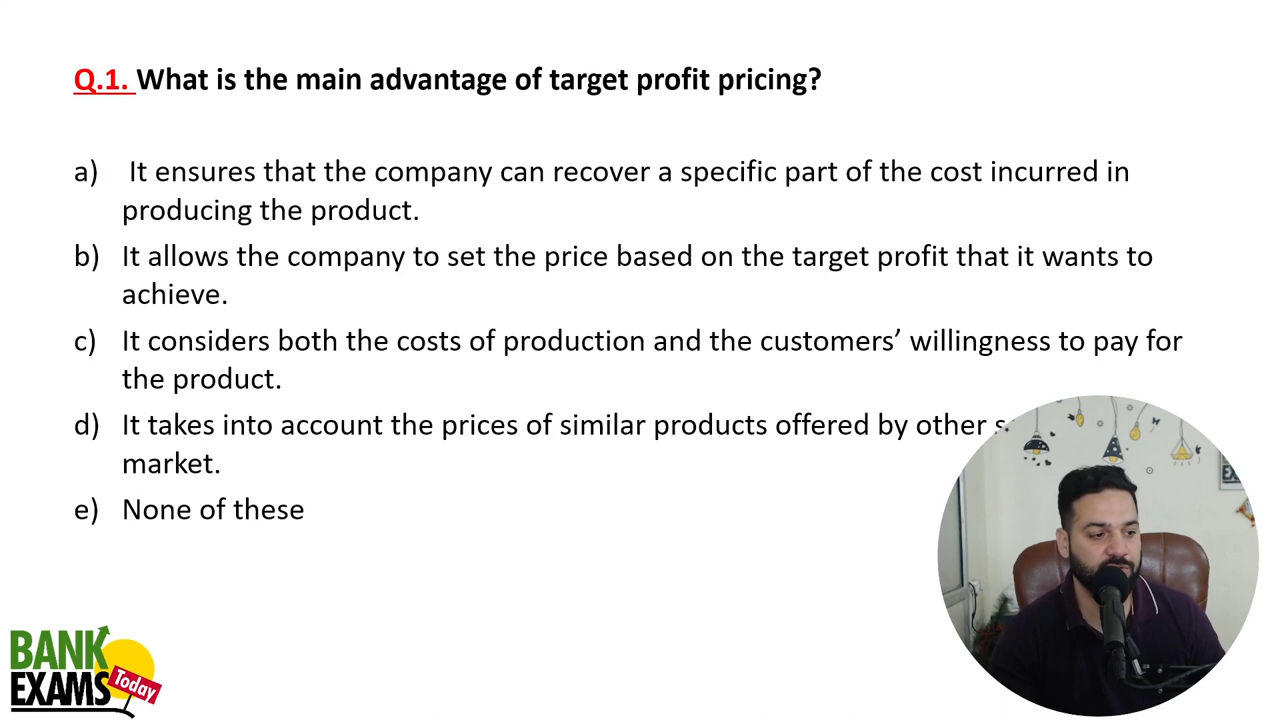 Q.1. What is the main advantage of target profit pricing?
a) It ensures that the company can recover a specific part of the cost incurred in
producing the product.
b) It allows the company to set the price based on the target profit that it wants to
achieve.
c) It considers both the costs of production and the customers’ willingness to pay for
the product.
d) It takes into account the prices of similar products offered by other
market.
e) None of these
BANK
EXAMS
Today